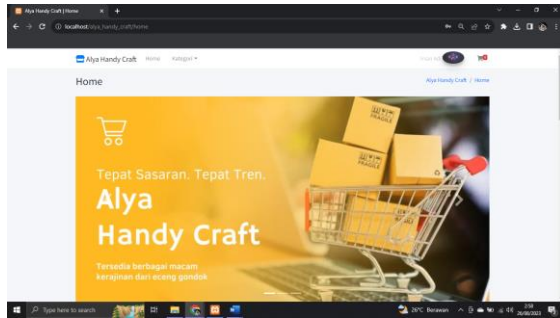 Alya Handy Craft | Home
localhost/alya_handy_craft/home
Alya Handy Craft Home Kategori
Home
Alya Handy Craft / Home
FRAGILE
FRAGILE
Tepat Sasaran. Tepat Tren.
Alya
Handy Craft
Tersedia berbagai macam
kerajinan dari eceng gondok
Type here to search
26°C Berawan